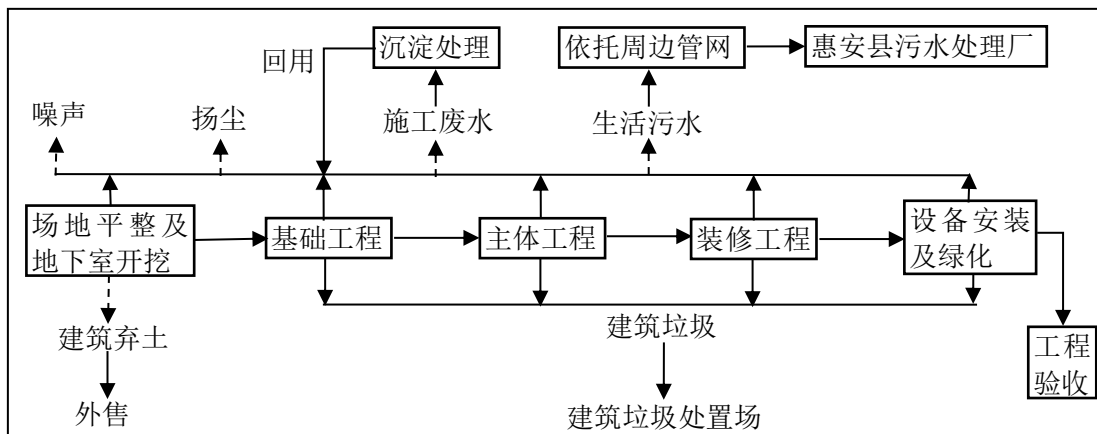 沉淀处理
依托周边管网
惠安县污水处理厂
回用
噪声
扬尘
施工废水
生活污水
场地平整及
地下室开挖
基础工程
主体工程
装修工程
设备安装
及绿化
建筑弃土
建筑垃圾
工程
验收
外售
建筑垃圾处置场